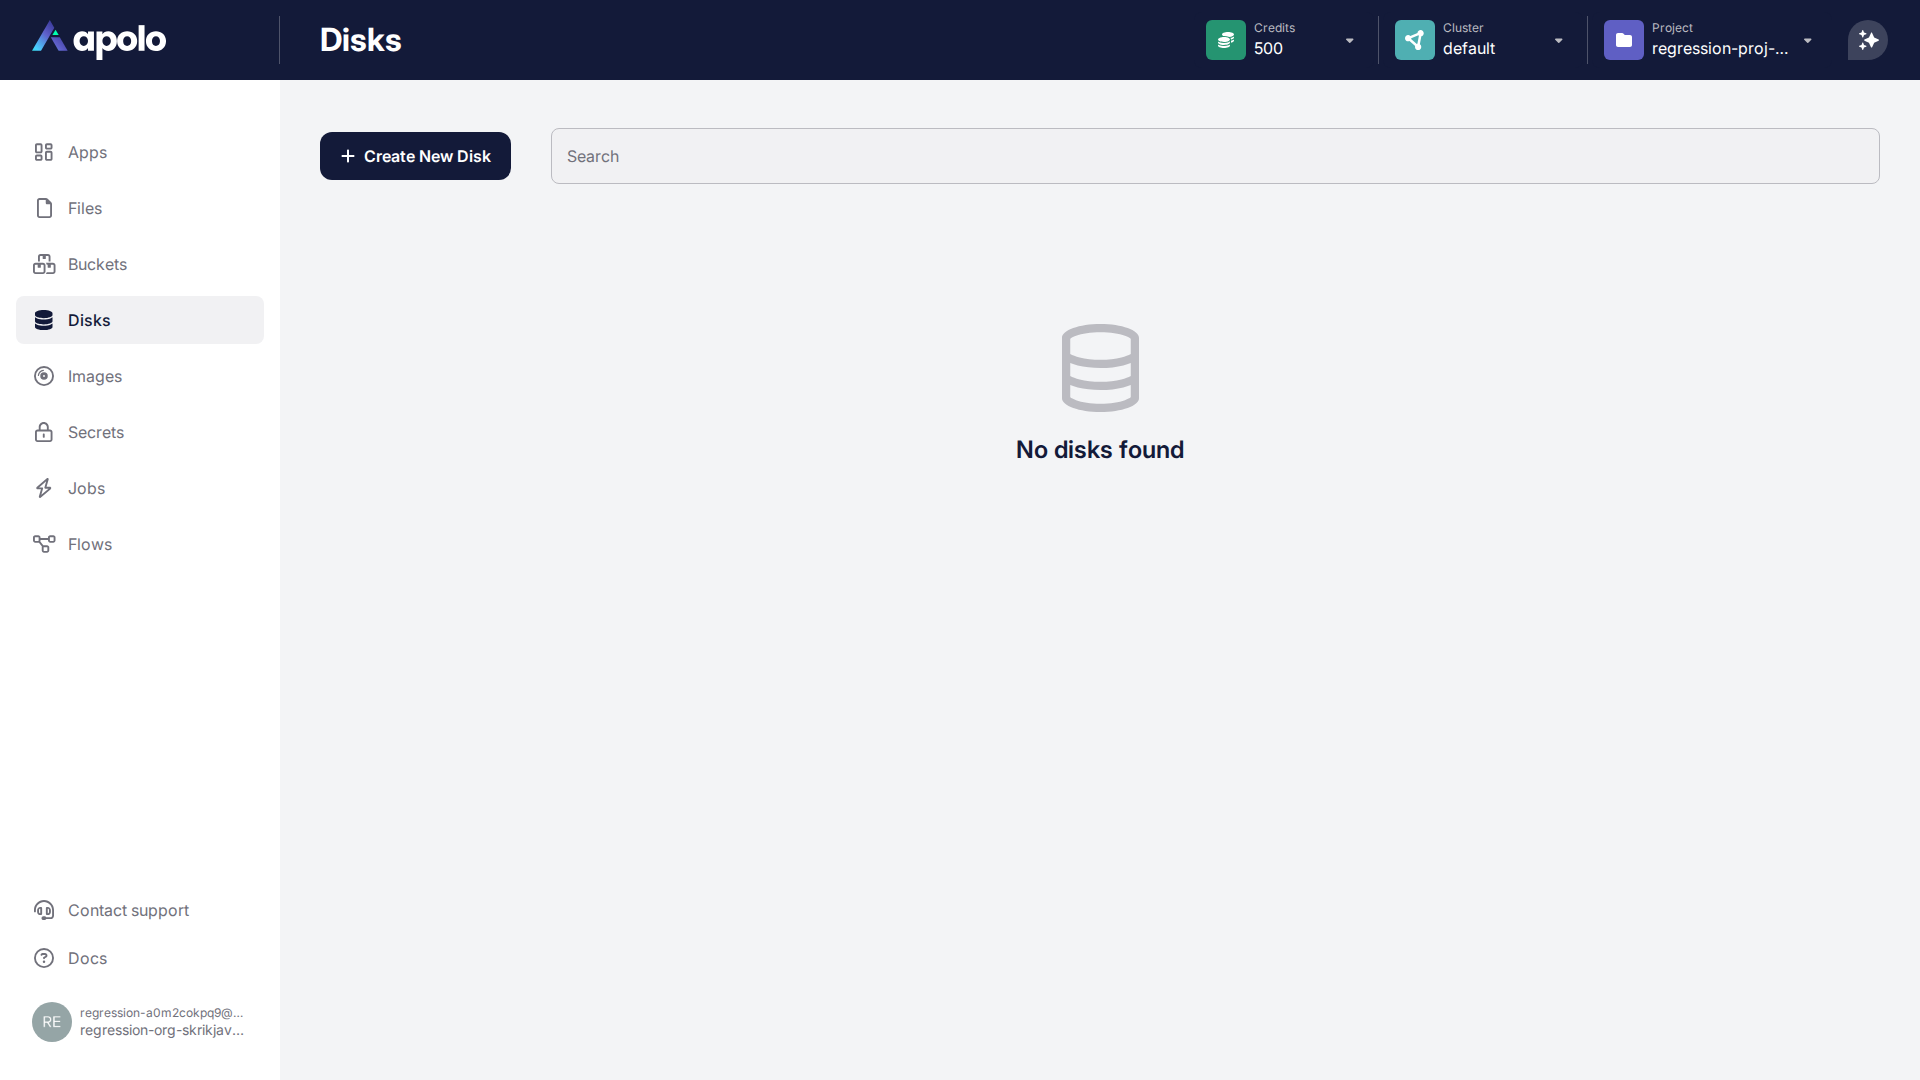 apolo
Disks
Credits
500
Cluster
default
Project
regression-proj-...
Apps
Files
Buckets
Disks
Images
Secrets
Jobs
Flows
Create New Disk
Search
No disks found
Contact support
Docs
RE
regression-a0m2cokpq9@...
regression-org-skrikjav...